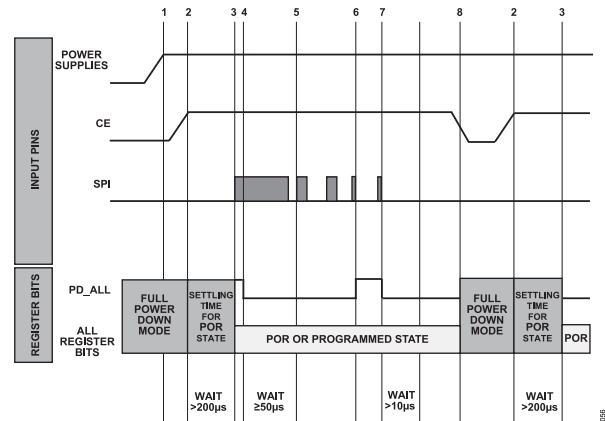 1 2 3 4 5 6 7 8 2 3
POWER
SUPPLIES
CE
SPI
INPUT PINS
PD_ALL
ALL
REGISTER
BITS
REGISTER BITS
FULL
POWER
DOWN
MODE
SETTLING
TIME
FOR
POR
STATE
POR OR PROGRAMMED STATE
FULL
POWER
DOWN
MODE
SETTLING
TIME
FOR
POR
STATE
POR
WAIT
>200µs
WAIT
≥50µs
WAIT
>10µs
WAIT
>200µs
056